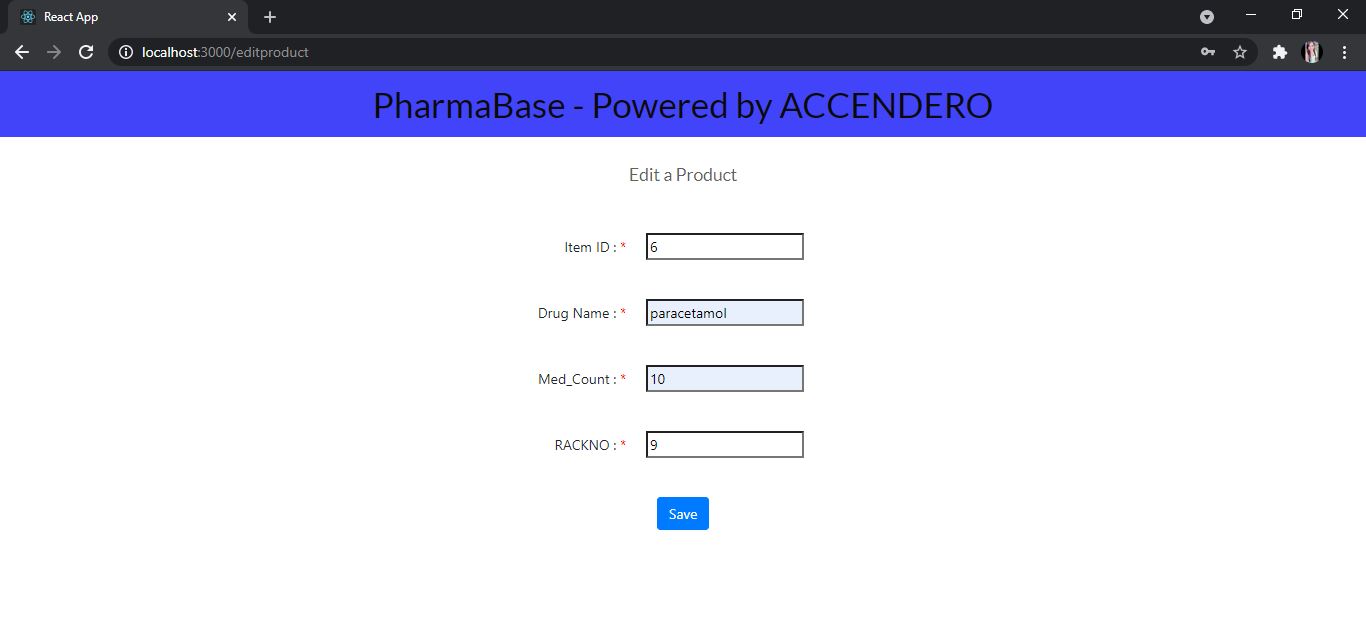 React App
localhost:3000/editproduct
PharmaBase - Powered by ACCENDERO
Edit a Product
Item ID : * 6
Drug Name : * paracetamol
Med_Count : * 10
RACKNO : * 9
Save